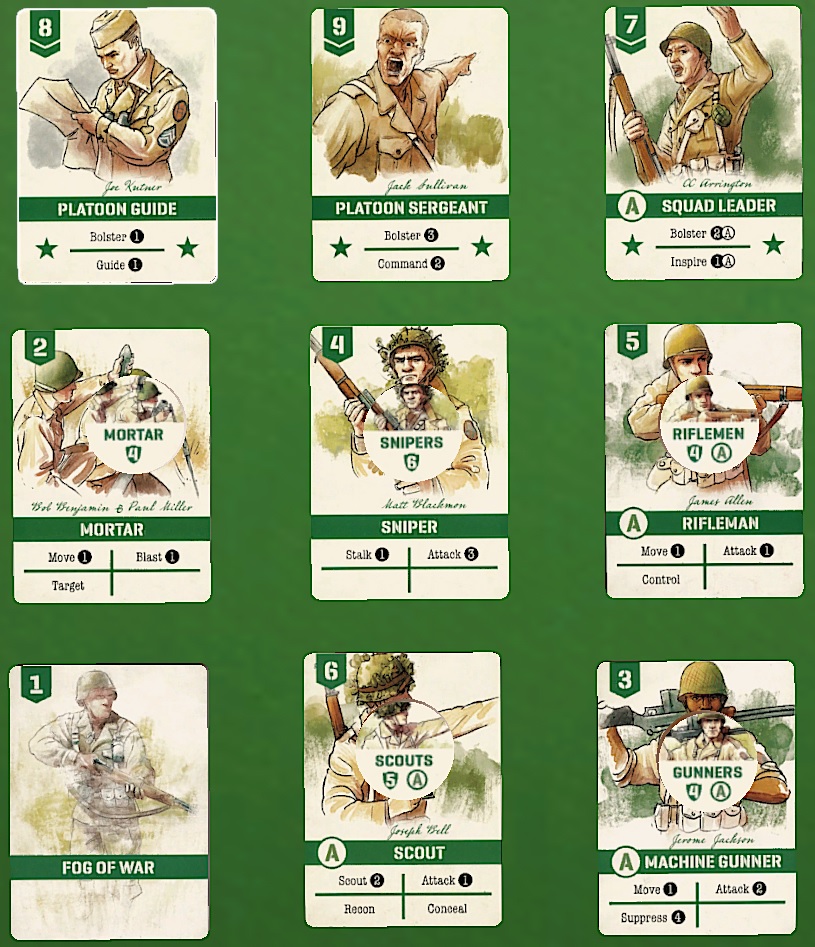 8
Joe Kutner
PLATOON GUIDE
Bolster 1
Guide 1
9
Jack Sullivan
PLATOON SERGEANT
Bolster 3
Command 2
7
CC Arrington
A SQUAD LEADER
Bolster 2 A
Inspire 1 A
2
MORTAR
4
Bob Benjamin & Paul Miller
MORTAR
Move 1 Blast 1
Target
4
SNIPERS
6
Matt Blackmon
SNIPER
Stalk 1 Attack 3
5
RIFLEMEN
4 A
James Allen
A RIFLEMAN
Move 1 Attack 1
Control
1
FOG OF WAR
6
SCOUTS
5 A
Joseph Bell
A SCOUT
Scout 2 Attack 1
Recon Conceal
3
GUNNERS
4 A
Jerome Jackson
A MACHINE GUNNER
Move 1 Attack 2
Suppress 4